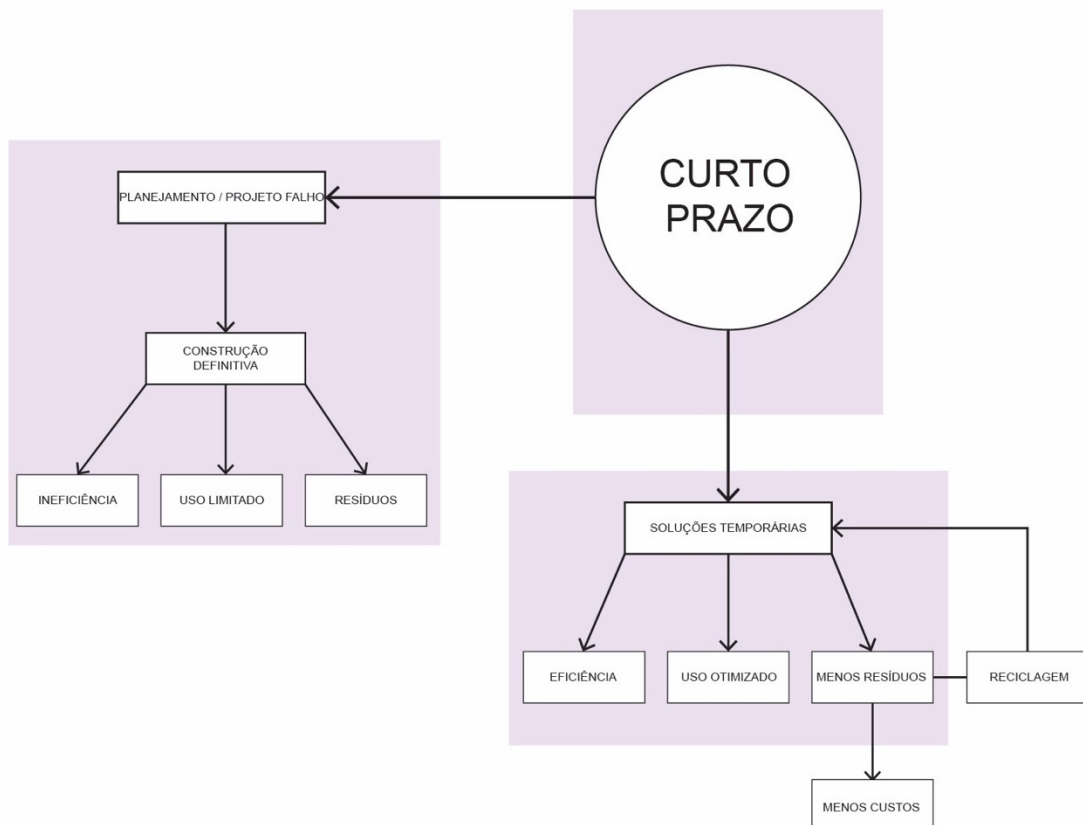 CURTO
PRAZO
PLANEJAMENTO / PROJETO FALHO
CONSTRUÇÃO
DEFINITIVA
INEFICIÊNCIA
USO LIMITADO
RESÍDUOS
SOLUÇÕES TEMPORÁRIAS
EFICIÊNCIA
USO OTIMIZADO
MENOS RESÍDUOS
RECICLAGEM
MENOS CUSTOS